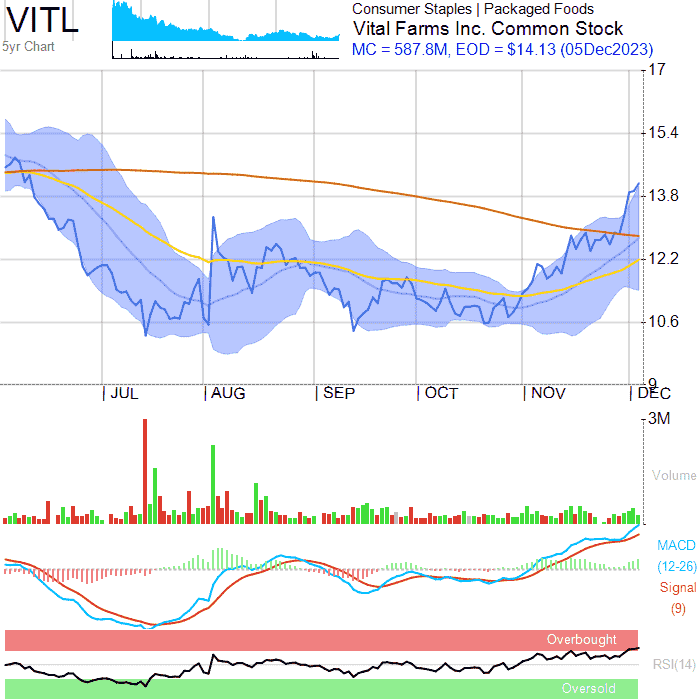 VITL
5yr Chart
Consumer Staples | Packaged Foods
Vital Farms Inc. Common Stock
MC = 587.8M, EOD = $14.13 (05Dec2023)
17
15.4
13.8
12.2
10.6
9
JUL AUG SEP OCT NOV DEC
3M
Volume
MACD
(12-26)
Signal
(9)
Overbought
RSI(14)
Oversold